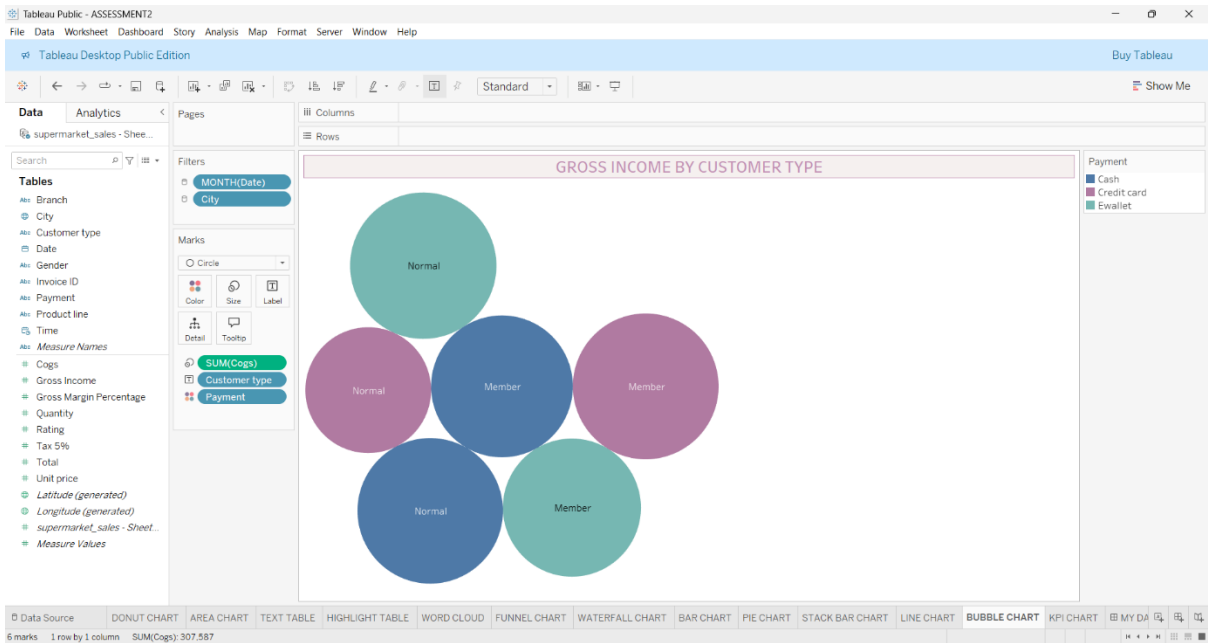 Tableau Public - ASSESSMENT2
File Data Worksheet Dashboard Story Analysis Map Format Server Window Help
Tableau Desktop Public Edition Buy Tableau
Standard Show Me
Data Analytics
supermarket_sales - Shee...
Search
Tables
Abc Branch
City
Abc Customer type
Date
Abc Gender
Abc Invoice ID
Abc Payment
Abc Product line
Time
Abc Measure Names
# Cogs
# Gross Income
# Gross Margin Percentage
# Quantity
# Rating
# Tax 5%
# Total
# Unit price
Latitude (generated)
Longitude (generated)
# supermarket_sales - Sheet...
# Measure Values
Pages
Filters
MONTH(Date)
City
Marks
Circle
Color Size Label
Detail Tooltip
SUM(Cogs)
Customer type
Payment
Columns
Rows
GROSS INCOME BY CUSTOMER TYPE
Normal
Normal Member Member
Normal Member
Payment
Cash
Credit card
Ewallet
Data Source DONUT CHART AREA CHART TEXT TABLE HIGHLIGHT TABLE WORD CLOUD FUNNEL CHART WATERFALL CHART BAR CHART PIE CHART STACK BAR CHART LINE CHART BUBBLE CHART KPI CHART MY DA
6 marks 1 row by 1 column SUM(Cogs): 307,587